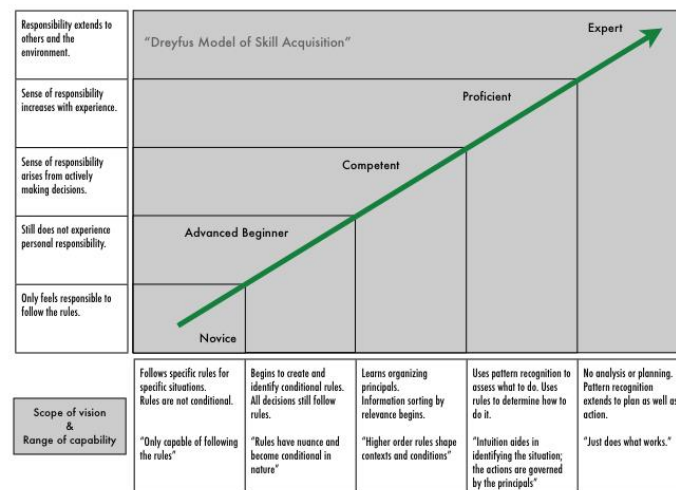 Responsibility extends to
others and the
environment.
"Dreyfus Model of Skill Acquisition"
Expert
Sense of responsibility
increases with experience.
Proficient
Sense of responsibility
arises from actively
making decisions.
Competent
Still does not experience
personal responsibility.
Advanced Beginner
Only feels responsible to
follow the rules.
Novice
Scope of vision
&
Range of capability
Follows specific rules for
specific situations.
Rules are not conditional.
"Only capable of following
the rules"
Begins to create and
identify conditional rules.
All decisions still follow
rules.
"Rules have nuance and
become conditional in
nature"
Learns organizing
principals.
Information sorting by
relevance begins.
"Higher order rules shape
contexts and conditions"
Uses pattern recognition to
assess what to do. Uses
rules to determine how to
do it.
"Intuition aides in
identifying the situation;
the actions are governed
by the principals"
No analysis or planning.
Pattern recognition
extends to plan as well as
action.
"Just does what works."